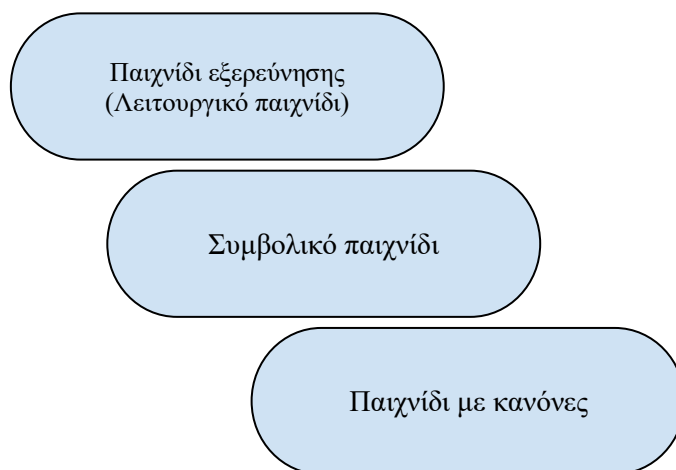 Παιχνίδι εξερεύνησης
(Λειτουργικό παιχνίδι)
Συμβολικό παιχνίδι
Παιχνίδι με κανόνες